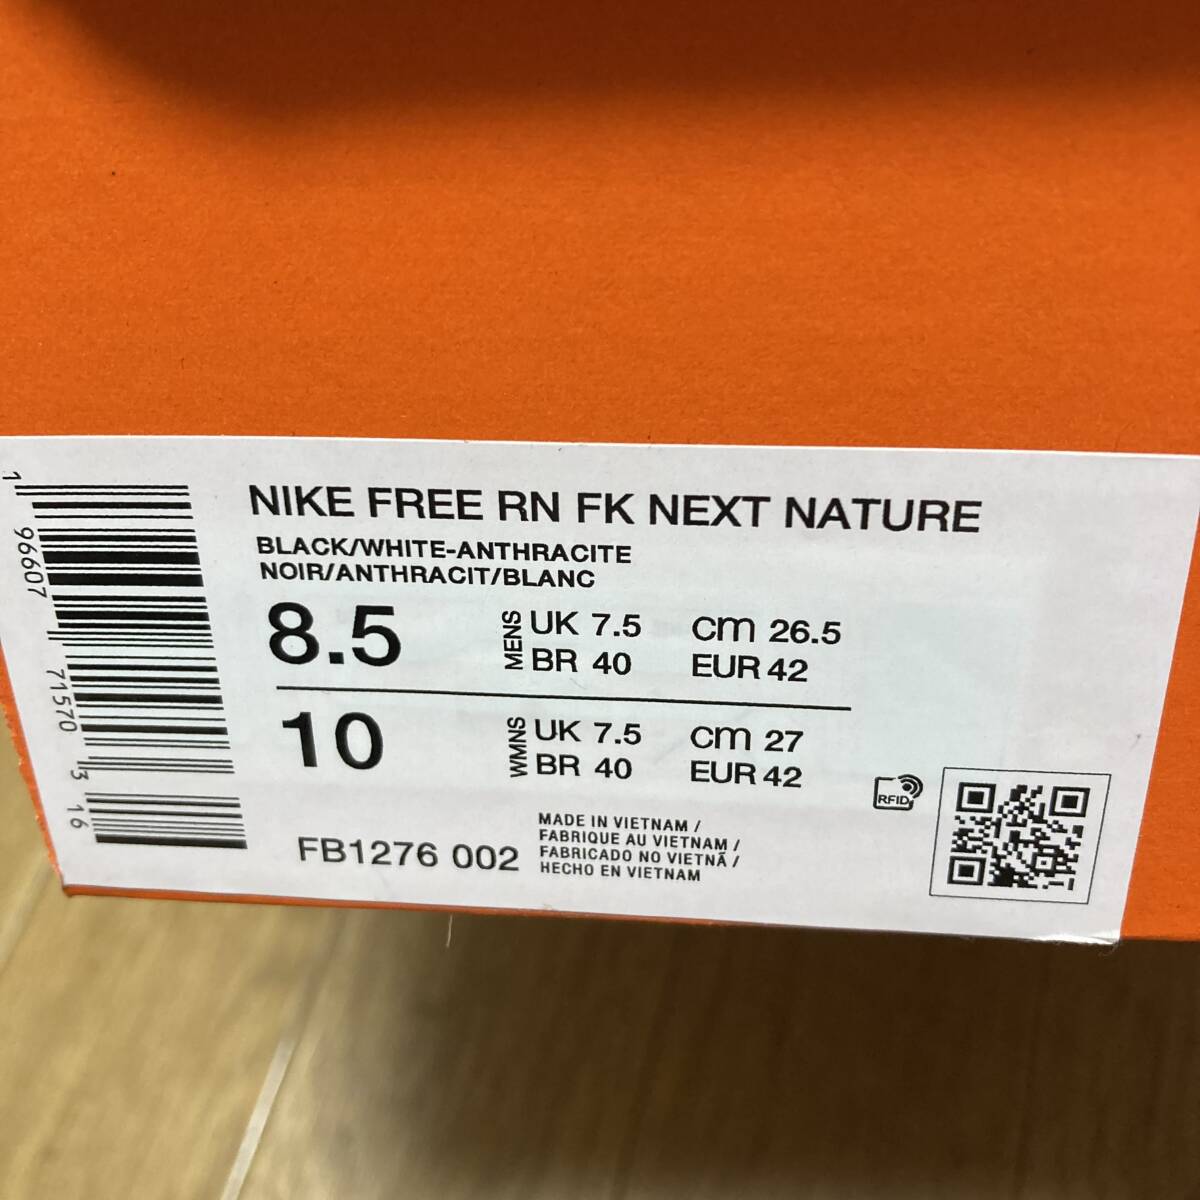 NIKE FREE RN FK NEXT NATURE
BLACK/WHITE-ANTHRACITE
NOIR/ANTHRACIT/BLANC
8.5 MENS UK 7.5 cm 26.5
BR 40 EUR 42
10 WMNS UK 7.5 cm 27
BR 40 EUR 42
FB1276 002
MADE IN VIETNAM /
FABRIQUE AU VIETNAM /
FABRICADO NO VIETNÃ /
HECHO EN VIETNAM
RFID
1 96607 71570 3 16